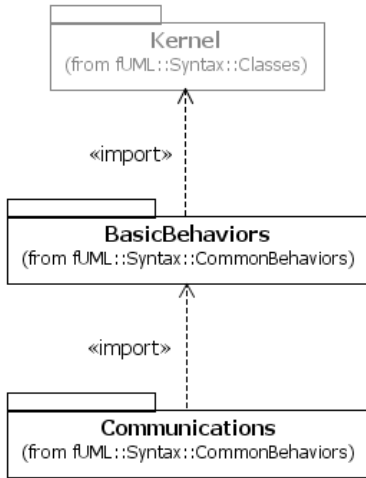 Kernel
(from fUML::Syntax::Classes)
«import»
BasicBehaviors
(from fUML::Syntax::CommonBehaviors)
«import»
Communications
(from fUML::Syntax::CommonBehaviors)